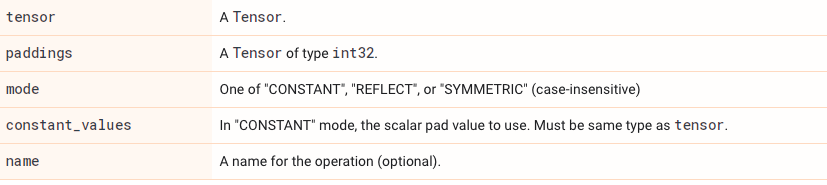 tensor A Tensor.
paddings A Tensor of type int32.
mode One of "CONSTANT", "REFLECT", or "SYMMETRIC" (case-insensitive)
constant_values In "CONSTANT" mode, the scalar pad value to use. Must be same type as tensor.
name A name for the operation (optional).